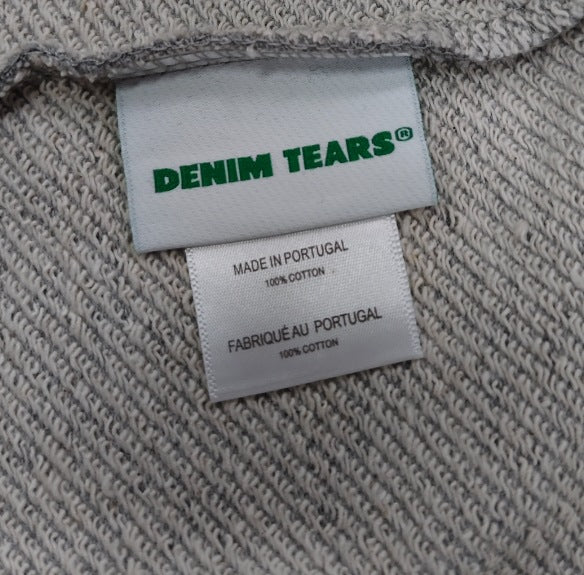 DENIM TEARS®
MADE IN PORTUGAL
100% COTTON
FABRIQUÉ AU PORTUGAL
100% COTTON